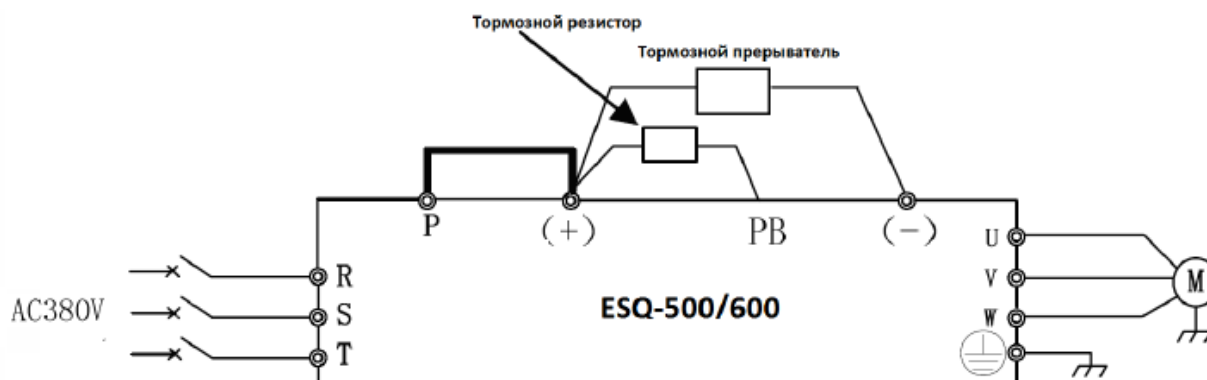 Тормозной резистор
Тормозной прерыватель
P
(+)
PB
(-)
U
R
V
M
AC380V
S
ESQ-500/600
W
T